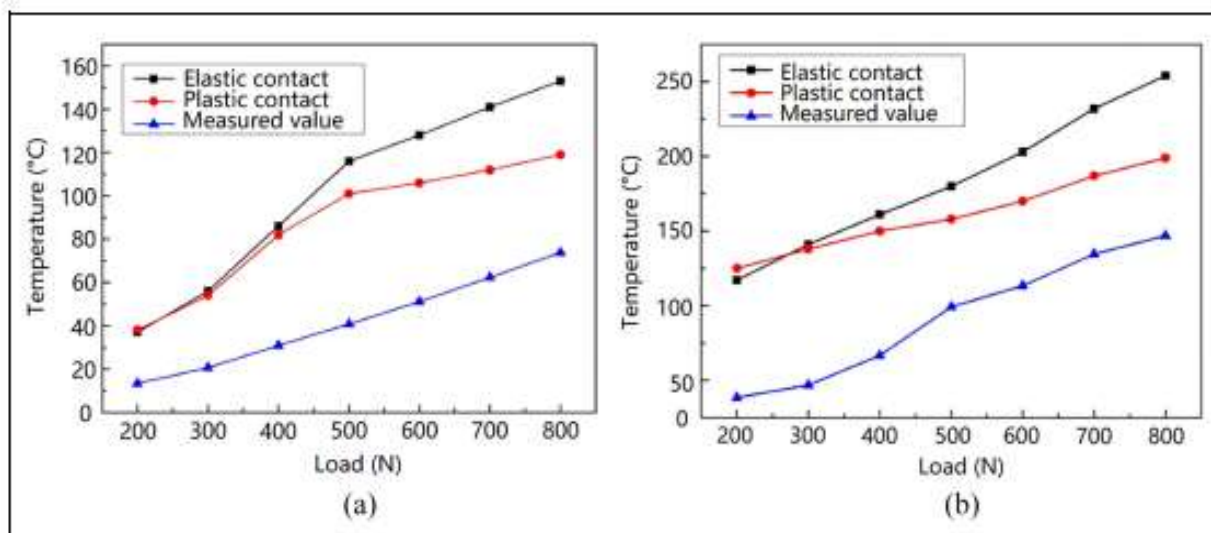 160
140
120
100
80
60
40
20
0
Temperature (°C)
Elastic contact
Plastic contact
Measured value
200 300 400 500 600 700 800
Load (N)
(a)
250
200
150
100
50
0
Temperature (°C)
Elastic contact
Plastic contact
Measured value
200 300 400 500 600 700 800
Load (N)
(b)